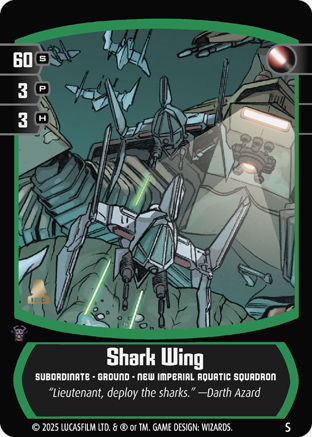 60 S
3 P
3 H
Shark Wing
SUBORDINATE - GROUND - NEW IMPERIAL AQUATIC SQUADRON
"Lieutenant, deploy the sharks." —Darth Azard
© 2025 LUCASFILM LTD. & ® or TM. GAME DESIGN: WIZARDS.
S